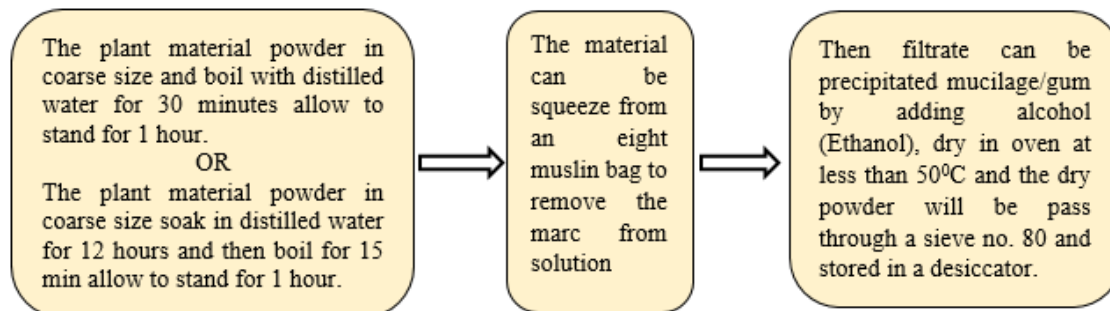 The plant material powder in
coarse size and boil with distilled
water for 30 minutes allow to
stand for 1 hour.
OR
The plant material powder in
coarse size soak in distilled water
for 12 hours and then boil for 15
min allow to stand for 1 hour.
The material
can be
squeeze from
an eight
muslin bag to
remove the
marc from
solution
Then filtrate can be
precipitated mucilage/gum
by adding alcohol
(Ethanol), dry in oven at
less than 50⁰C and the dry
powder will be pass
through a sieve no. 80 and
stored in a desiccator.